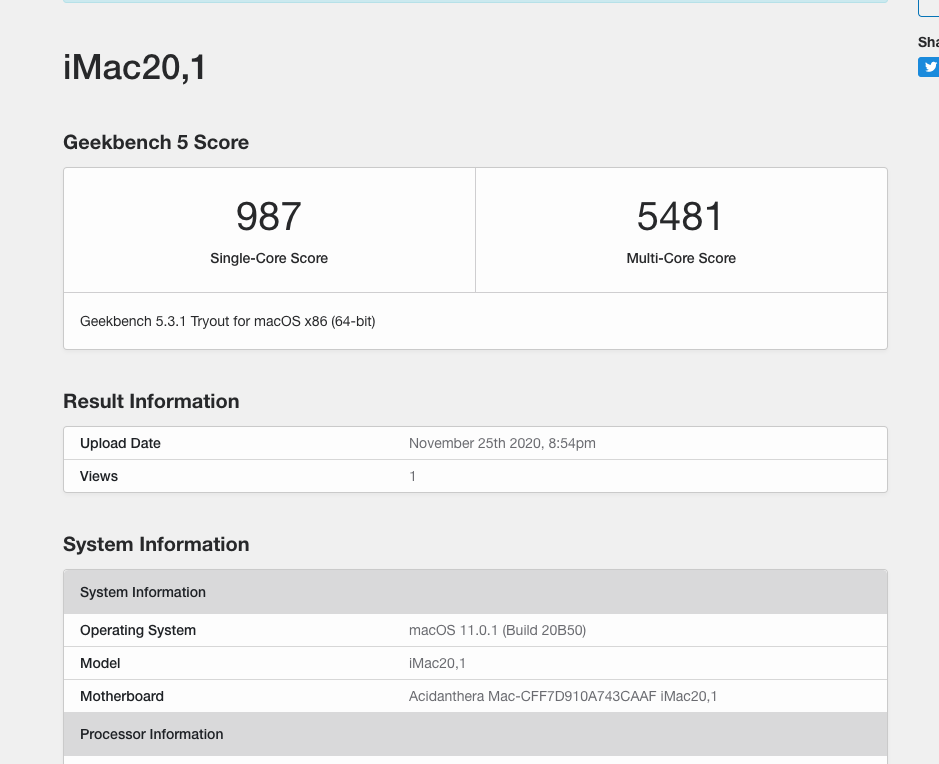 Sha
iMac20,1
Geekbench 5 Score
987
5481
Single-Core Score
Multi-Core Score
Geekbench 5.3.1 Tryout for macOS x86 (64-bit)
Result Information
Upload Date November 25th 2020, 8:54pm
Views 1
System Information
System Information
Operating System macOS 11.0.1 (Build 20B50)
Model iMac20,1
Motherboard Acidanthera Mac-CFF7D910A743CAAF iMac20,1
Processor Information